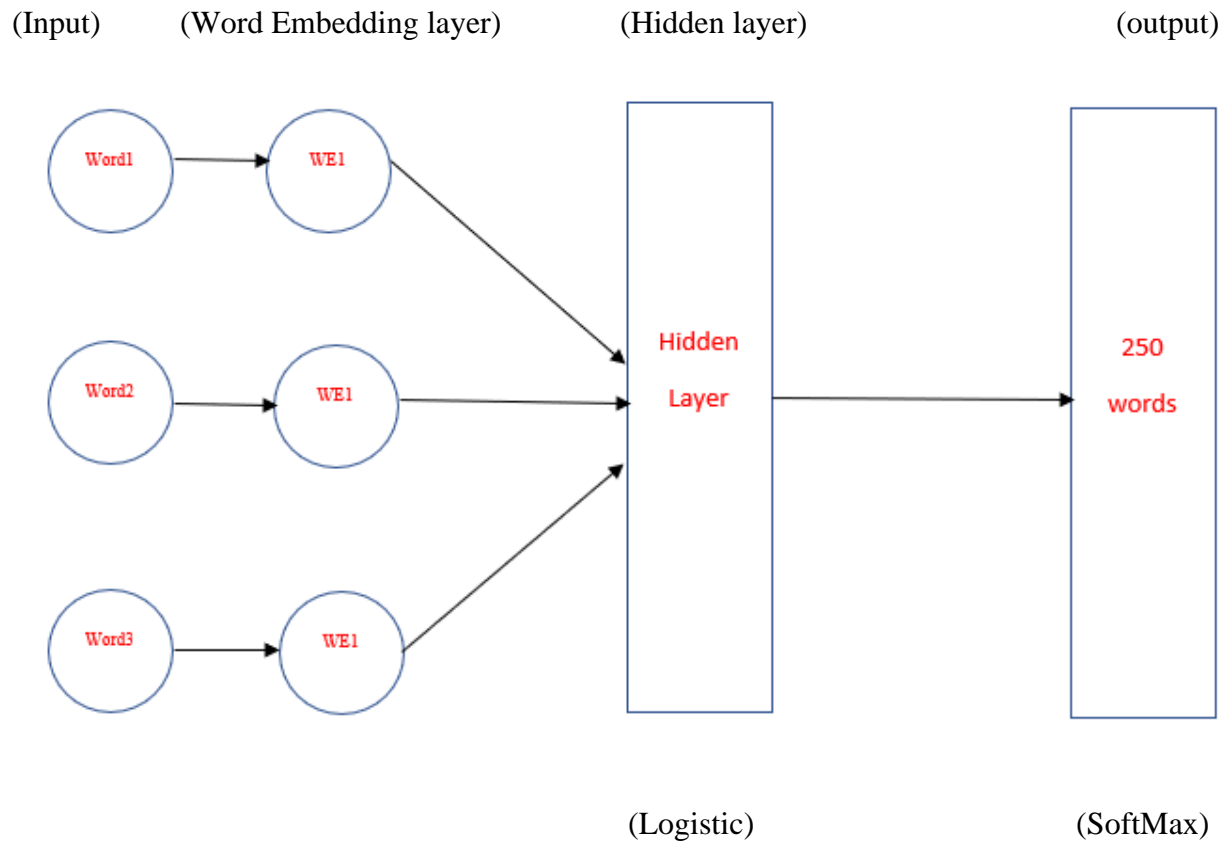 (Input) (Word Embedding layer) (Hidden layer) (output)
Word1 WE1
Word2 WE1
Word3 WE1
Hidden
Layer
250
words
(Logistic) (SoftMax)